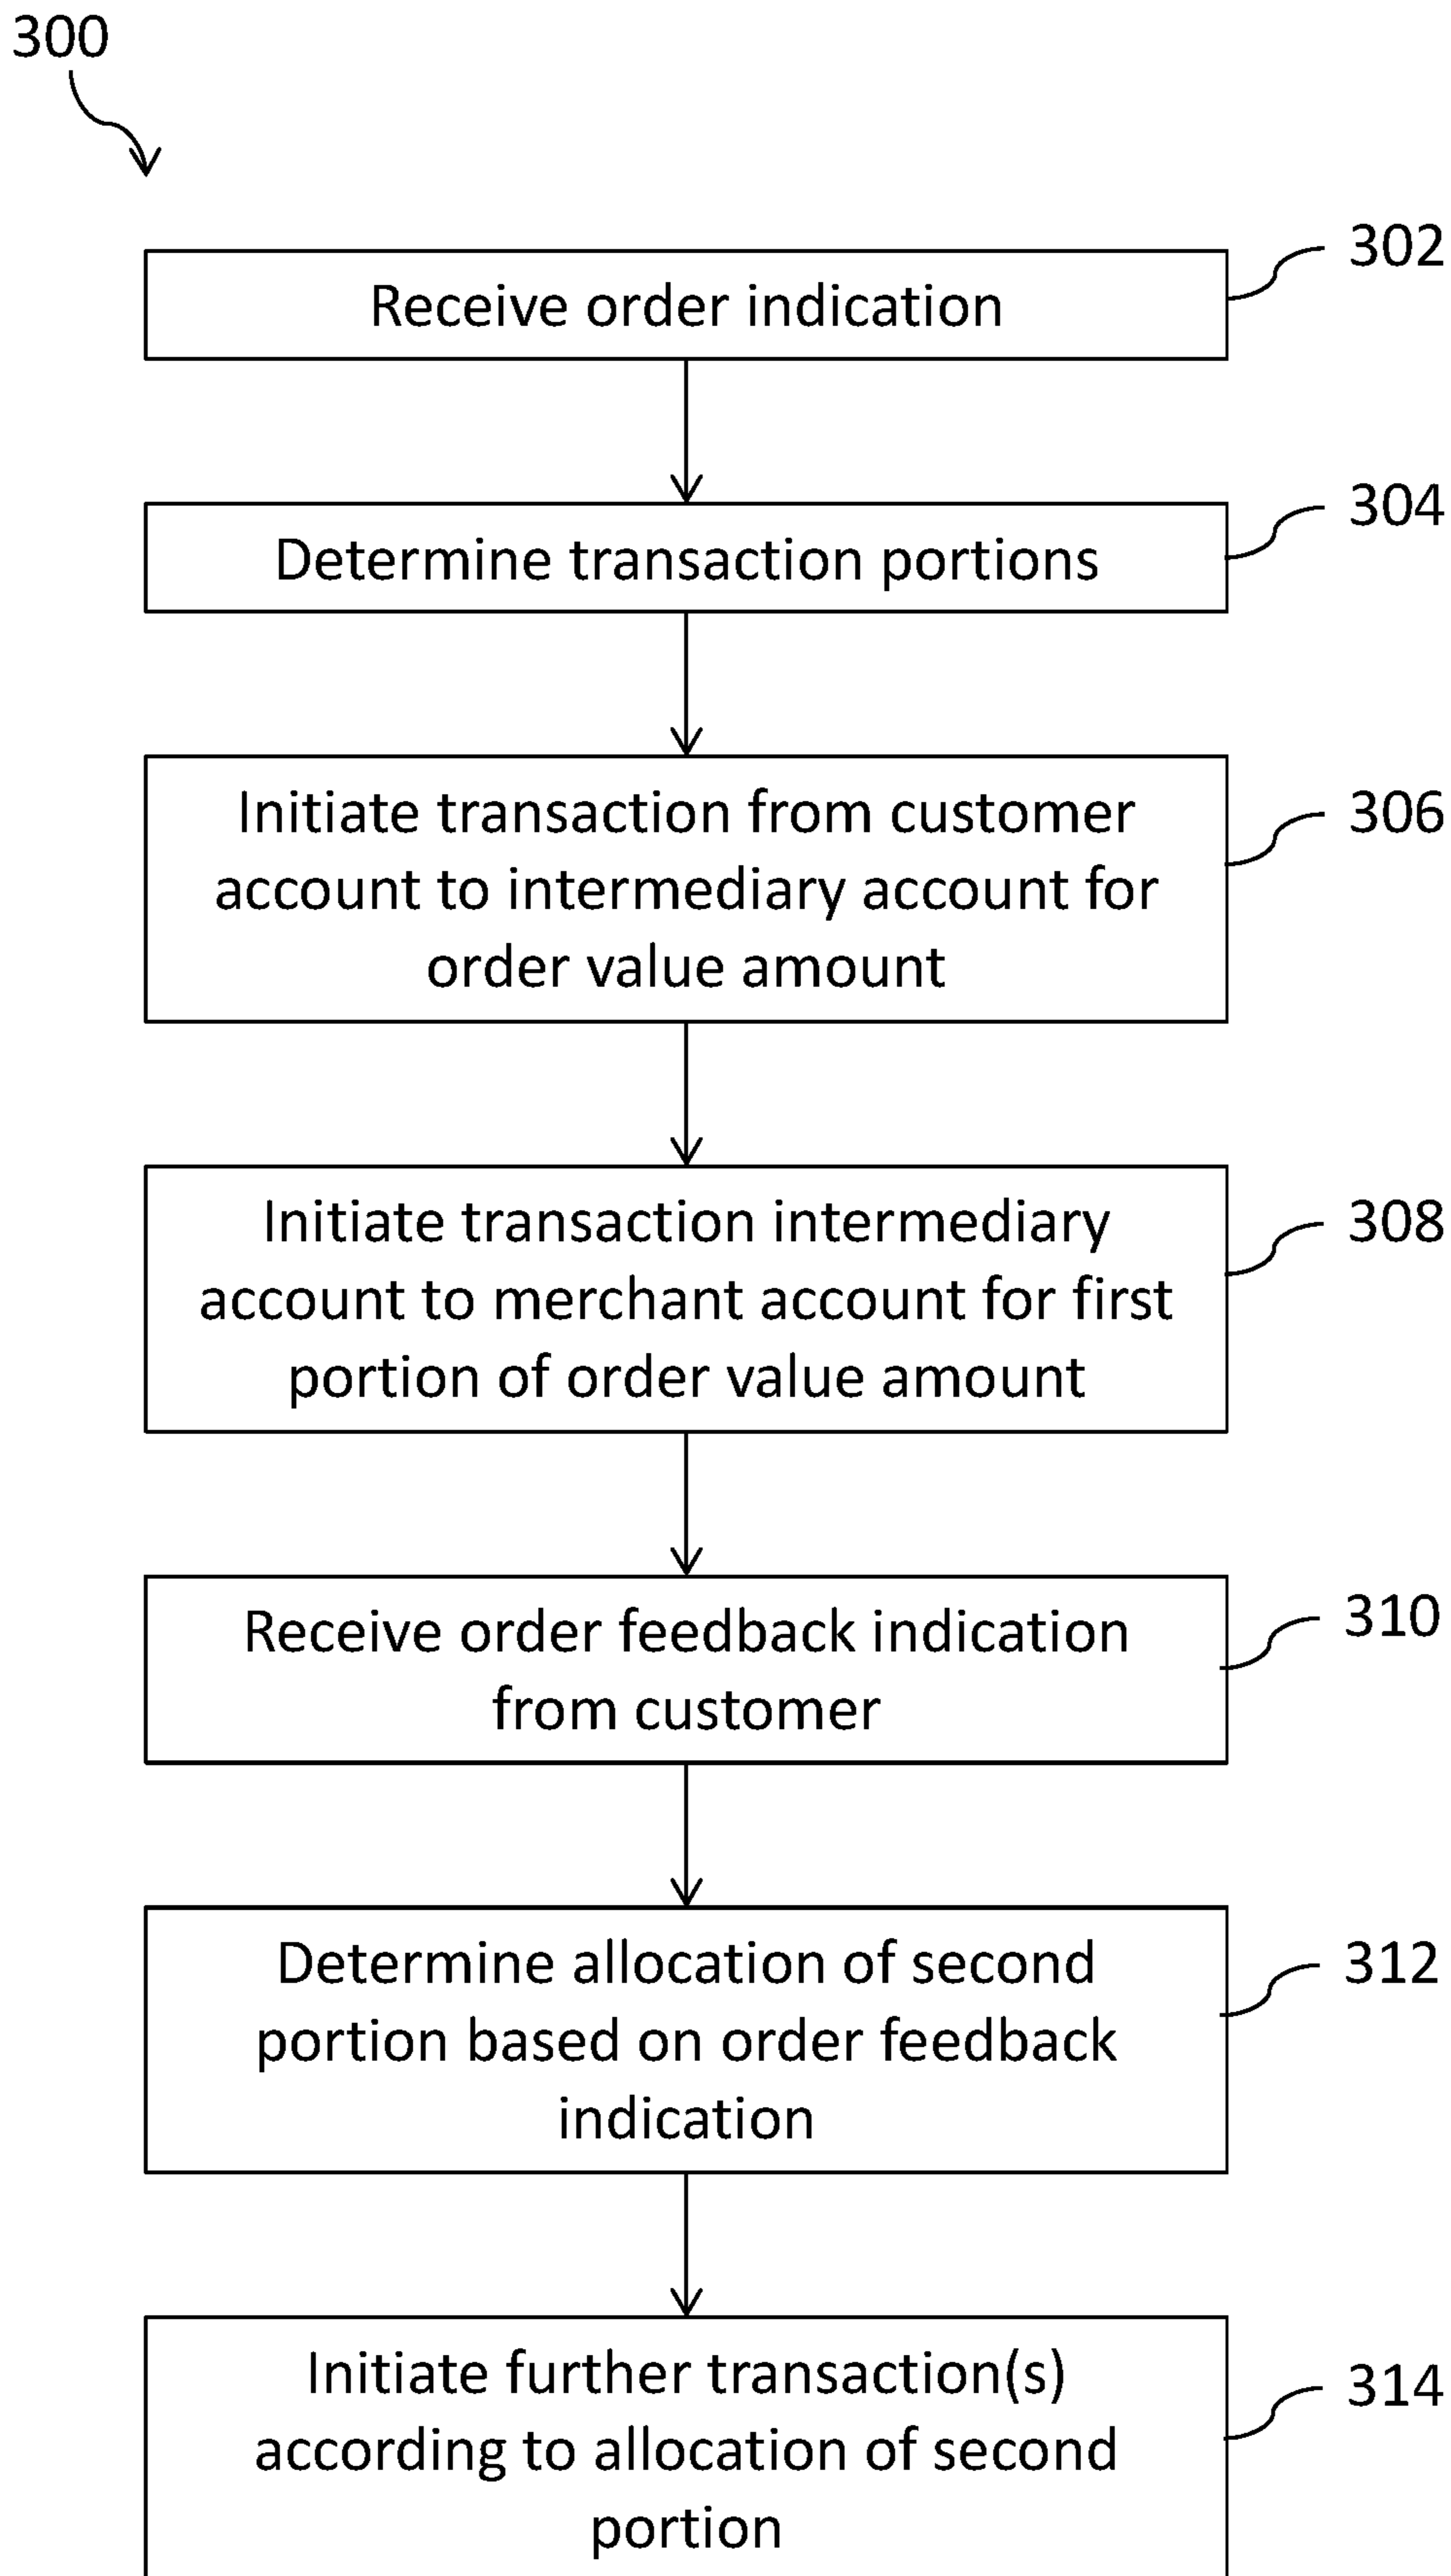 300
302
Receive order indication
304
Determine transaction portions
306
Initiate transaction from customer
account to intermediary account for
order value amount
308
Initiate transaction intermediary
account to merchant account for first
portion of order value amount
310
Receive order feedback indication
from customer
312
Determine allocation of second
portion based on order feedback
indication
314
Initiate further transaction(s)
according to allocation of second
portion